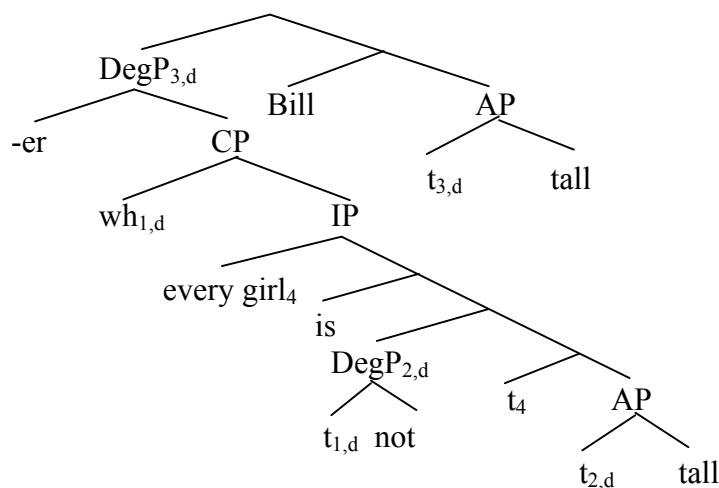 DegP3,d Bill AP
-er CP t3,d tall
wh1,d IP
every girl4
is
DegP2,d t4 AP
t1,d not t2,d tall